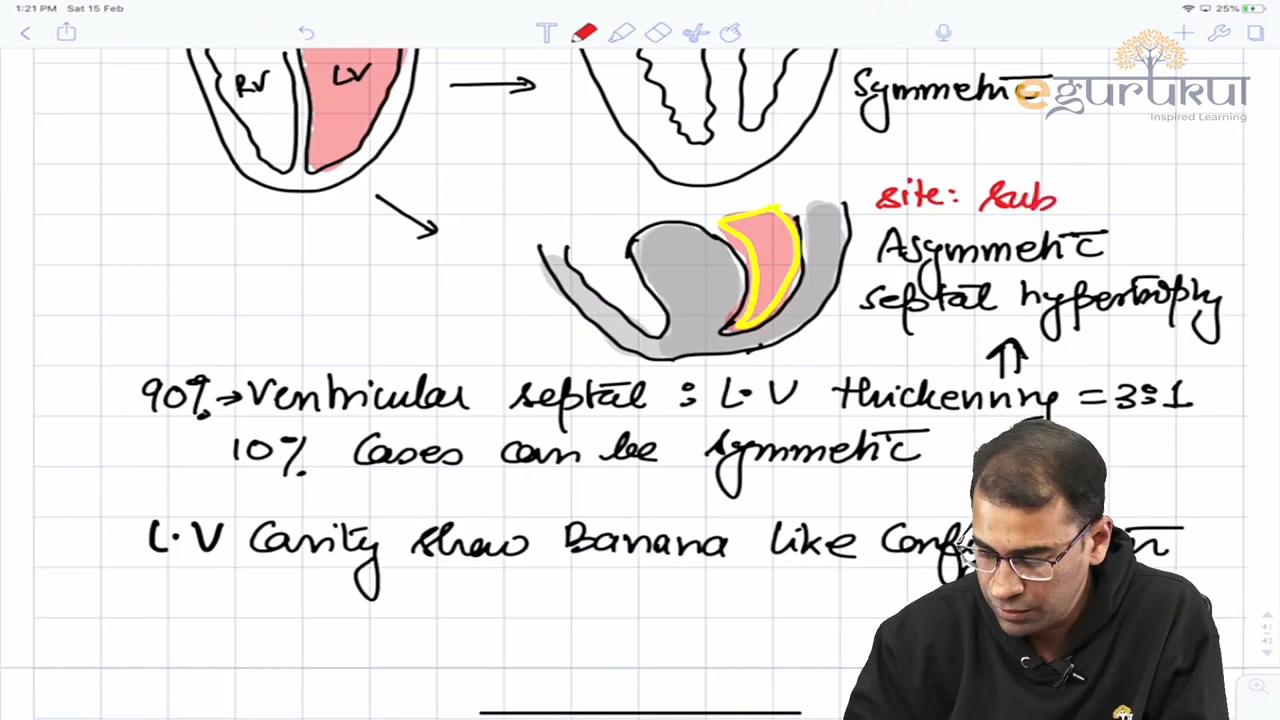 1:21 PM Sat 15 Feb
25%
T
egurukul
Inspired Learning
RV
LV
Symmetric
site: sub
Asymmetric
septal hypertrophy
90% → Ventricular septal : L.V thickening = 3:1
10% Cases can be symmetric
L.V Cavity show Banana like